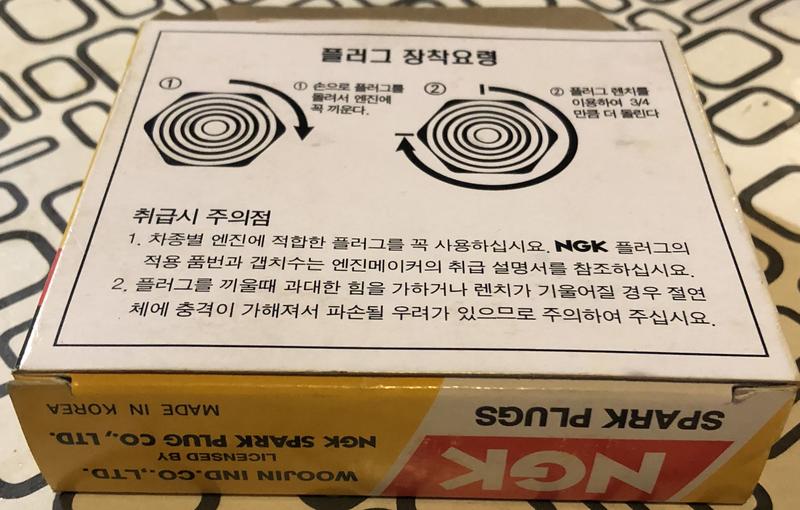 플러그 장착요령
①
① 손으로 플러그를
돌려서 엔진에
꼭 끼운다.
②
② 플러그 렌치를
이용하여 3/4
만큼 더 돌린다
취급시 주의점
1. 차종별 엔진에 적합한 플러그를 꼭 사용하십시요. NGK 플러그의
적용 품번과 갭치수는 엔진메이커의 취급 설명서를 참조하십시요.
2. 플러그를 끼울때 과대한 힘을 가하거나 렌치가 기울어질 경우 절연
체에 충격이 가해져서 파손될 우려가 있으므로 주의하여 주십시요.
NGK
SPARK PLUGS
WOOJIN IND.CO.,LTD.
LICENSED BY
NGK SPARK PLUG CO., LTD.
MADE IN KOREA